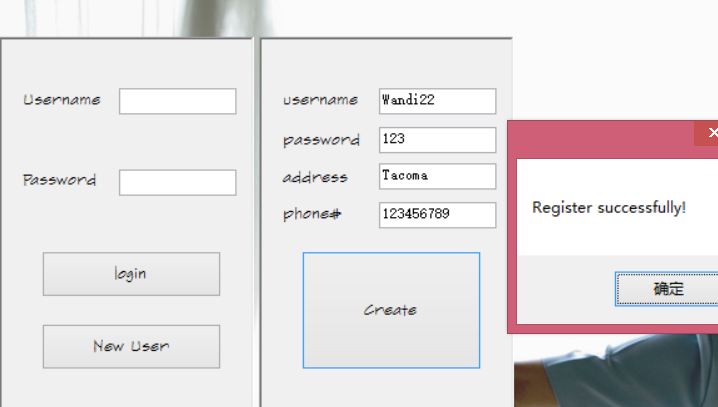 Username
Password
login
New User
username Wandi22
password 123
address Tacoma
phone# 123456789
Create
Register successfully!
确定